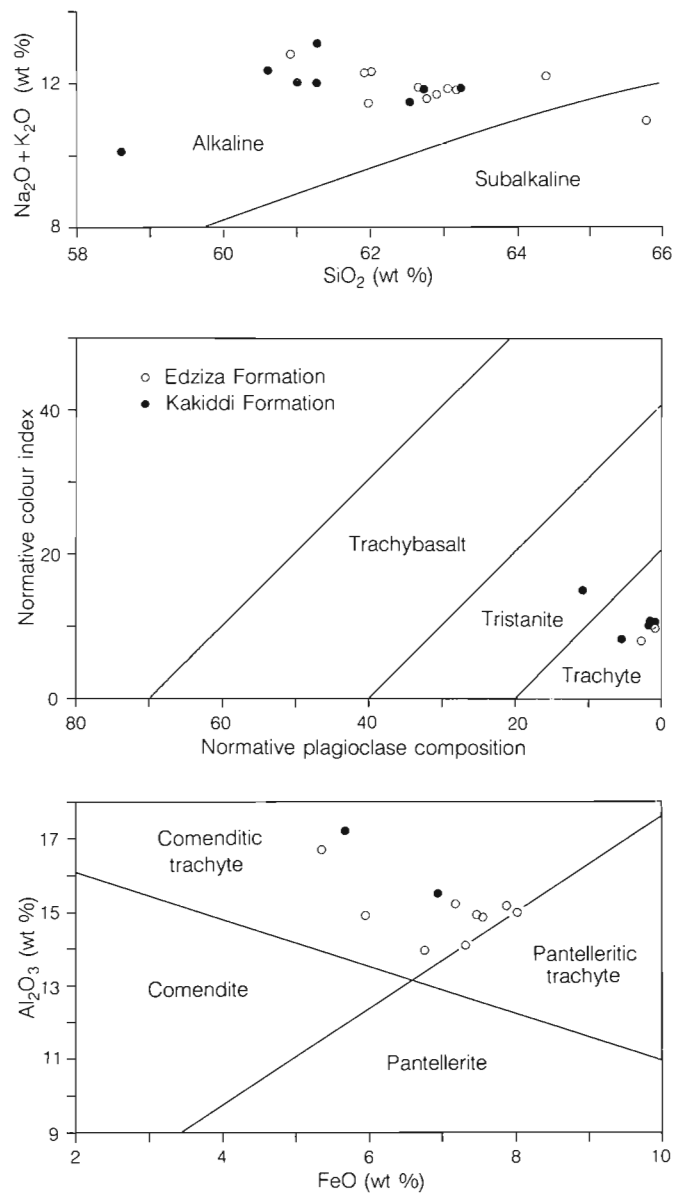 Na₂O + K₂O (wt %)
12
10
8
Alkaline
Subalkaline
58
60
62
64
66
SiO₂ (wt %)
Normative colour index
40
20
0
○ Edziza Formation
● Kakiddi Formation
Trachybasalt
Tristanite
Trachyte
80
60
40
20
0
Normative plagioclase composition
Al₂O₃ (wt %)
17
15
13
11
9
Comenditic
trachyte
Comendite
Pantelleritic
trachyte
Pantellerite
2
4
6
8
10
FeO (wt %)